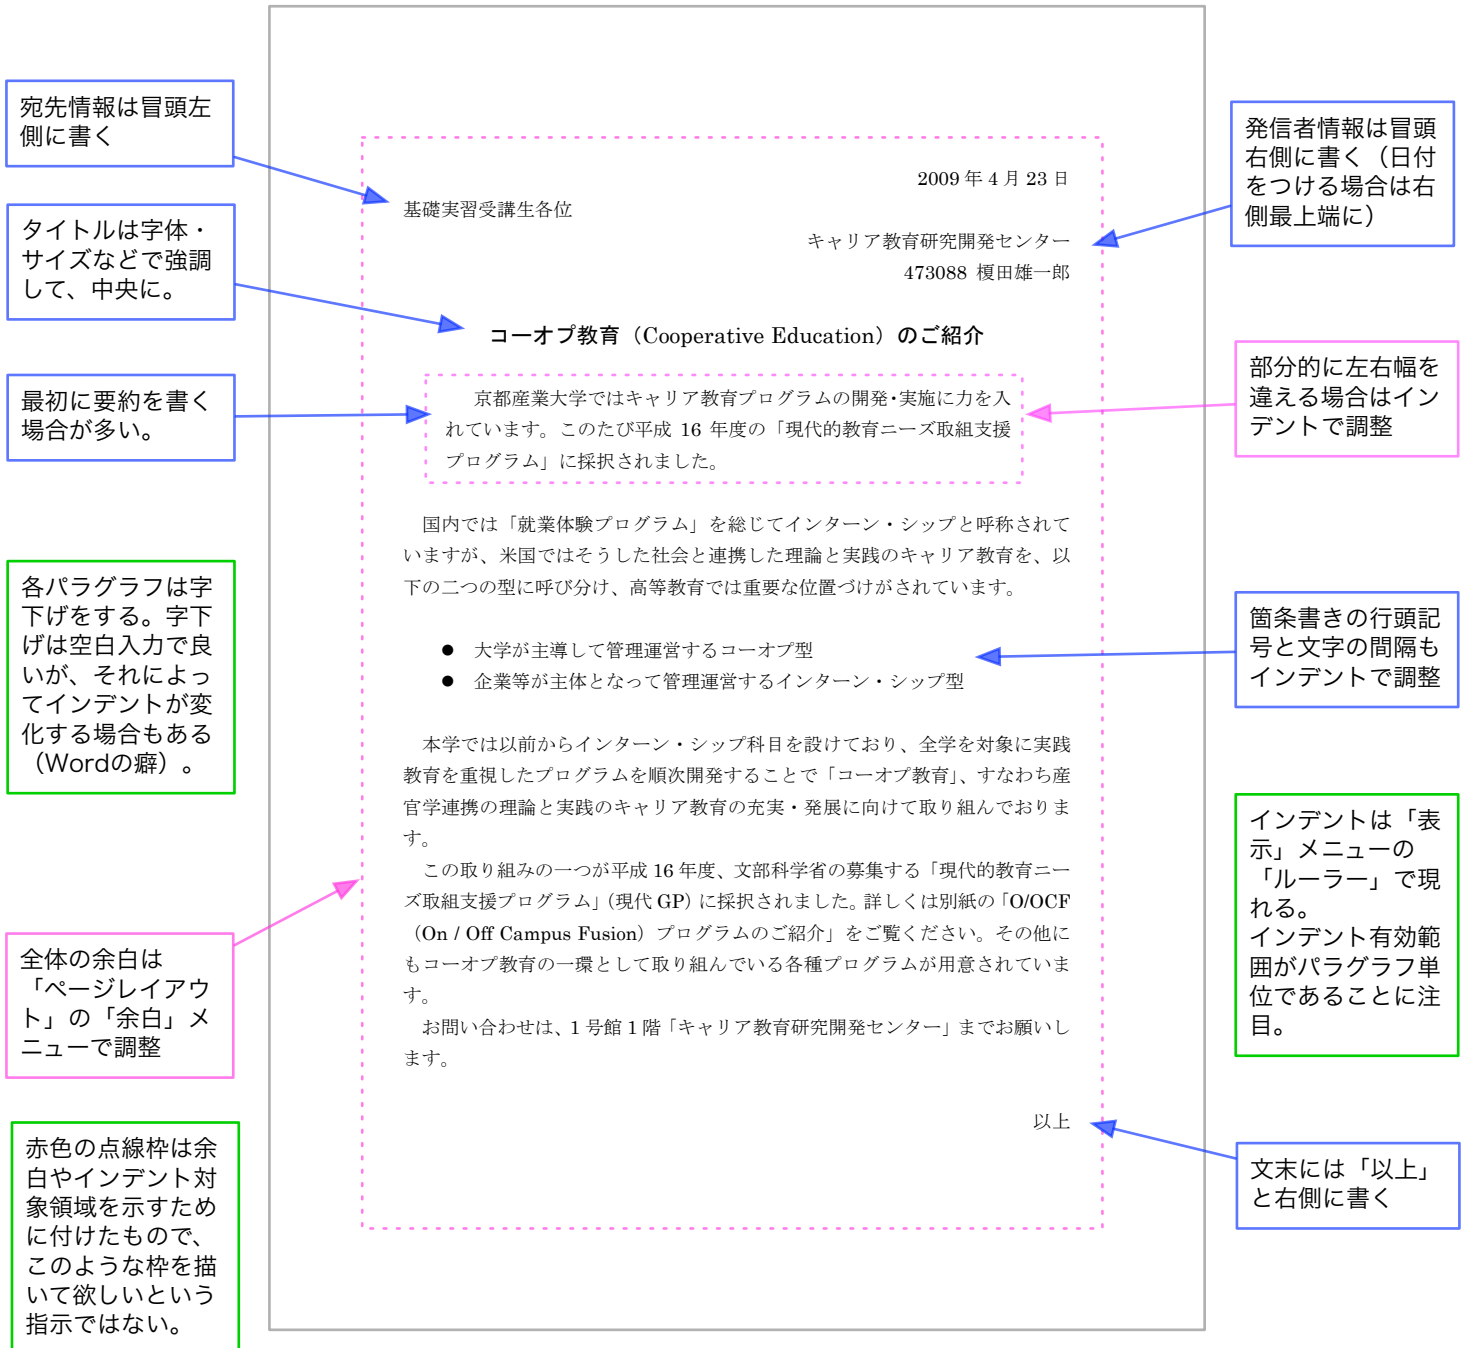 宛先情報は冒頭左
側に書く
タイトルは字体・
サイズなどで強調
して、中央に。
最初に要約を書く
場合が多い。
各パラグラフは字
下げをする。字下
げは空白入力で良
いが、それによっ
てインデントが変
化する場合もある
（Wordの癖）。
全体の余白は
「ページレイアウ
ト」の「余白」メ
ニューで調整
赤色の点線枠は余
白やインデント対
象領域を示すため
に付けたもので、
このような枠を描
いて欲しいという
指示ではない。
2009 年 4 月 23 日
基礎実習受講生各位
キャリア教育研究開発センター
473088 榎田雄一郎
コーオプ教育（Cooperative Education）のご紹介
京都産業大学ではキャリア教育プログラムの開発・実施に力を入
れています。このたび平成 16 年度の「現代的教育ニーズ取組支援
プログラム」に採択されました。
国内では「就業体験プログラム」を総じてインターン・シップと呼称されて
いますが、米国ではそうした社会と連携した理論と実践のキャリア教育を、以
下の二つの型に呼び分け、高等教育では重要な位置づけがされています。
● 大学が主導して管理運営するコーオプ型
● 企業等が主体となって管理運営するインターン・シップ型
本学では以前からインターン・シップ科目を設けており、全学を対象に実践
教育を重視したプログラムを順次開発することで「コーオプ教育」、すなわち産
官学連携の理論と実践のキャリア教育の充実・発展に向けて取り組んでおりま
す。
この取り組みの一つが平成 16 年度、文部科学省の募集する「現代的教育ニー
ズ取組支援プログラム」（現代 GP）に採択されました。詳しくは別紙の「O/OCF
（On / Off Campus Fusion）プログラムのご紹介」をご覧ください。その他に
もコーオプ教育の一環として取り組んでいる各種プログラムが用意されていま
す。
お問い合わせは、1 号館 1 階「キャリア教育研究開発センター」までお願いし
ます。
以上
発信者情報は冒頭
右側に書く（日付
をつける場合は右
側最上端に）
部分的に左右幅を
違える場合はイン
デントで調整
箇条書きの行頭記
号と文字の間隔も
インデントで調整
インデントは「表
示」メニューの
「ルーラー」で現
れる。
インデント有効範
囲がパラグラフ単
位であることに注
目。
文末には「以上」
と右側に書く